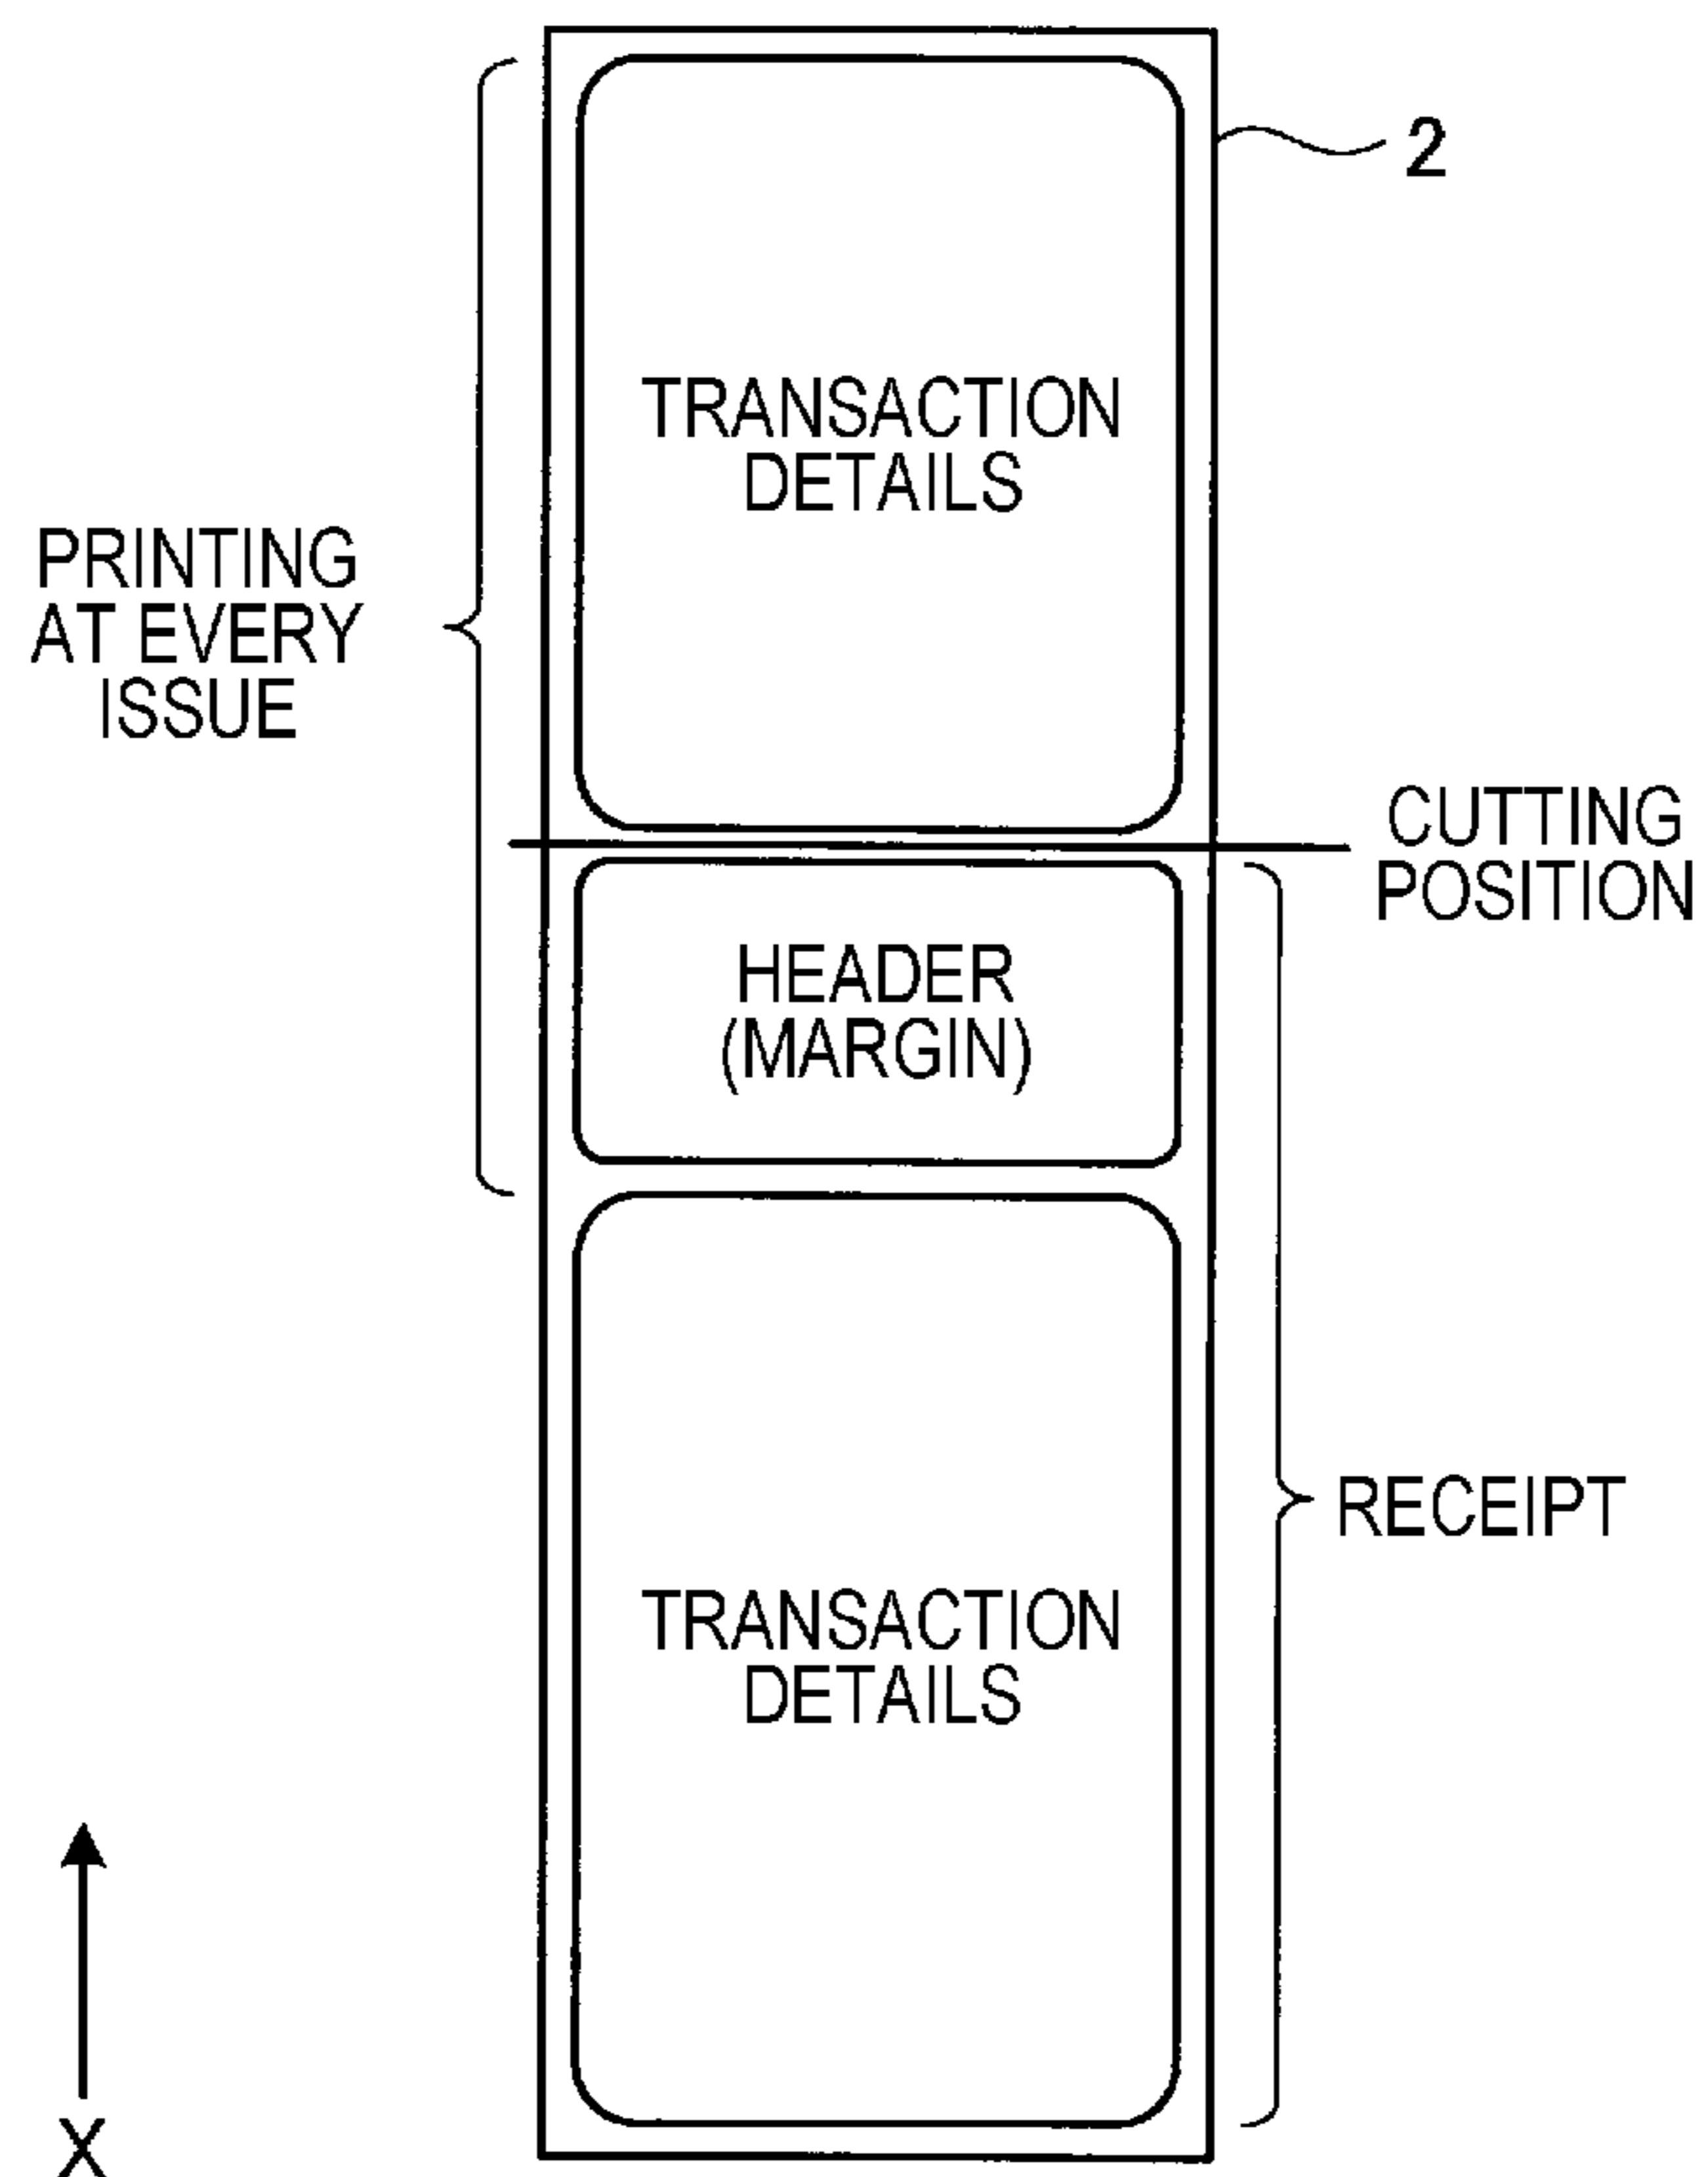 2
TRANSACTION
DETAILS
PRINTING
AT EVERY
ISSUE
CUTTING
POSITION
HEADER
(MARGIN)
RECEIPT
TRANSACTION
DETAILS
X